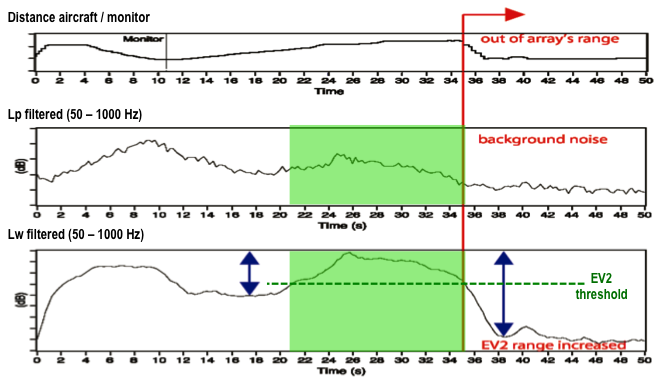 Distance aircraft / monitor
Monitor
out of array's range
0 2 4 6 8 10 12 14 16 18 20 22 24 26 28 30 32 34 36 38 40 42 44 46 48 50
Time
Lp filtered (50 – 1000 Hz)
background noise
(dB)
0 2 4 6 8 10 12 14 16 18 20 22 24 26 28 30 32 34 36 38 40 42 44 46 48 50
Time (s)
Lw filtered (50 – 1000 Hz)
EV2
threshold
(dB)
EV2 range increased
0 2 4 6 8 10 12 14 16 18 20 22 24 26 28 30 32 34 36 38 40 42 44 46 48 50
Time (s)